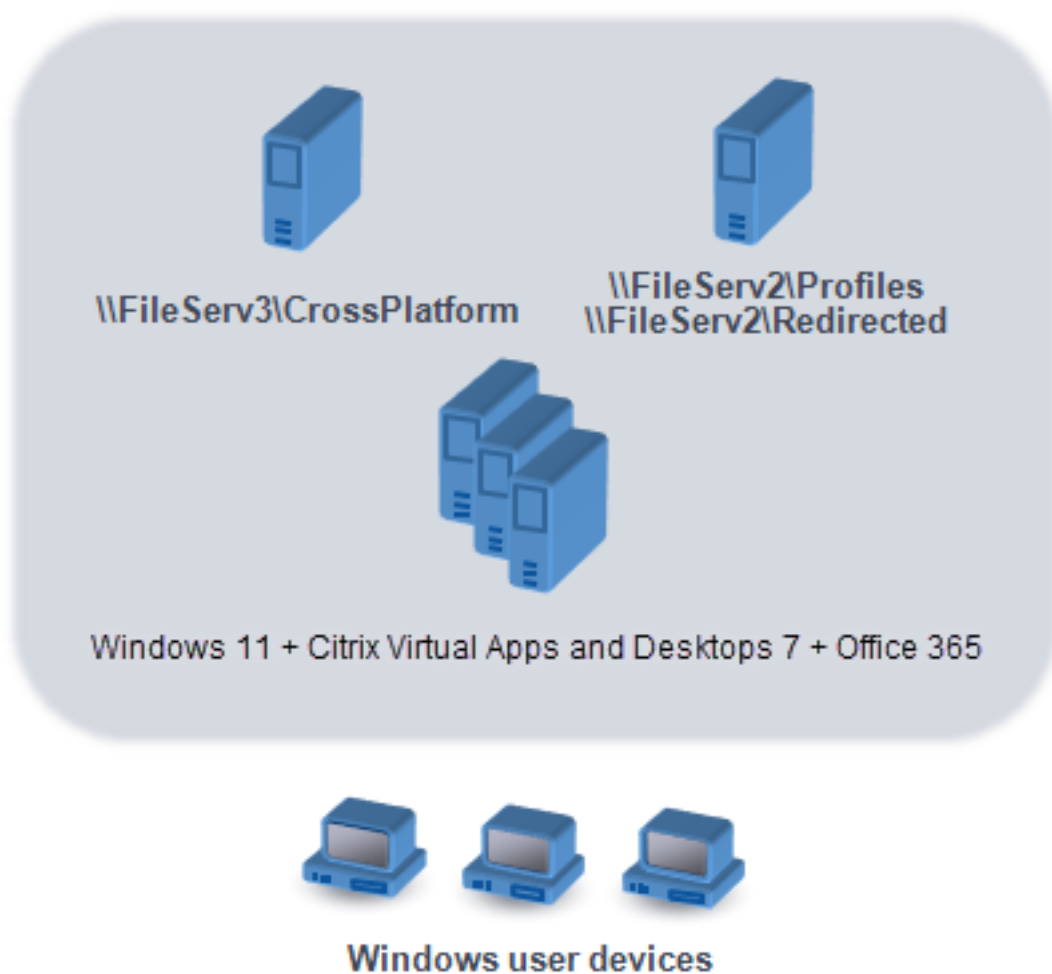 \\FileServ3\CrossPlatform
\\FileServ2\Profiles
\\FileServ2\Redirected
Windows 11 + Citrix Virtual Apps and Desktops 7 + Office 365
Windows user devices